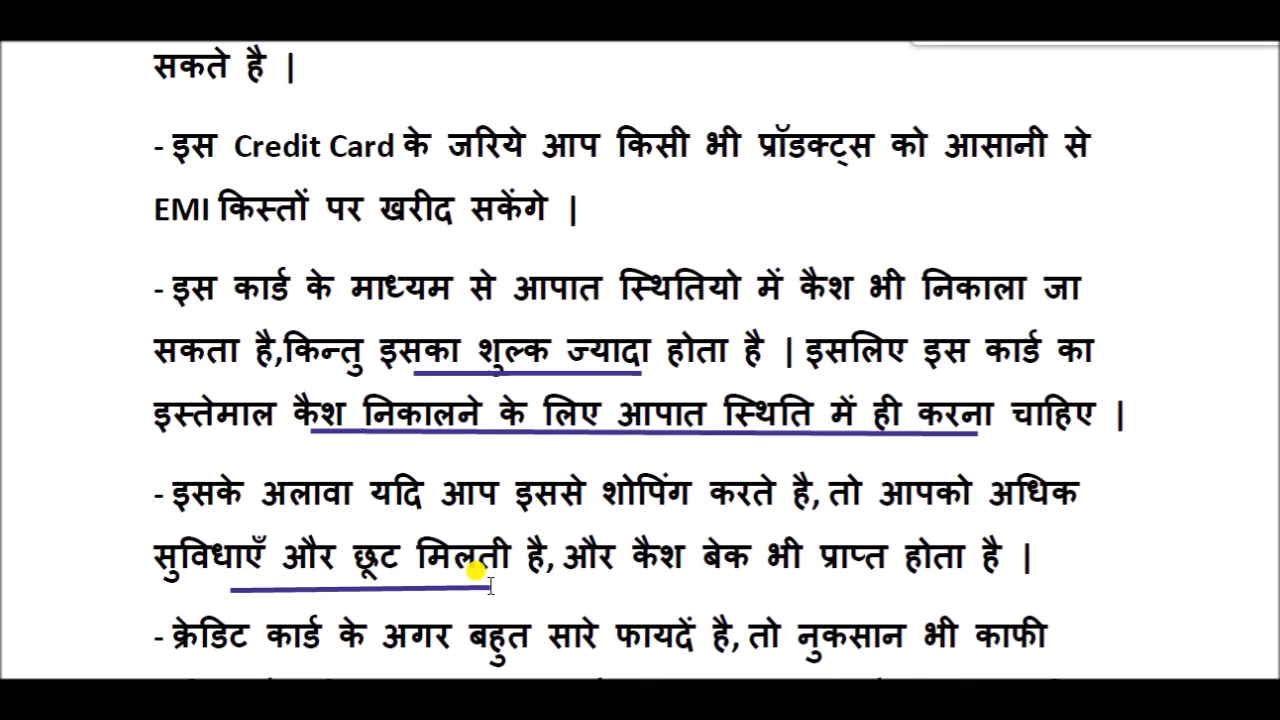 सकते है |
- इस Credit Card के जरिये आप किसी भी प्रॉडक्ट्स को आसानी से
EMI किस्तों पर खरीद सकेंगे |
- इस कार्ड के माध्यम से आपात स्थितियो में कैश भी निकाला जा
सकता है,किन्तु इसका शुल्क ज्यादा होता है | इसलिए इस कार्ड का
इस्तेमाल कैश निकालने के लिए आपात स्थिति में ही करना चाहिए |
- इसके अलावा यदि आप इससे शोपिंग करते है, तो आपको अधिक
सुविधाएँ और छूट मिलती है, और कैश बेक भी प्राप्त होता है |
- क्रेडिट कार्ड के अगर बहुत सारे फायदें है, तो नुकसान भी काफी